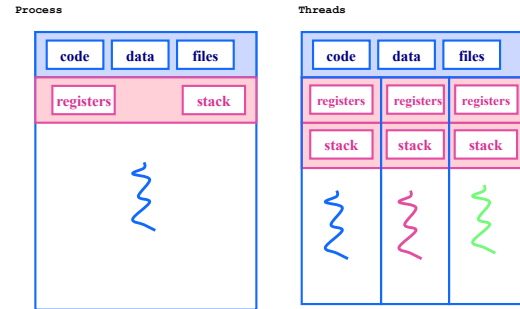 Process
code data files
registers stack
Threads
code data files
registers registers registers
stack stack stack